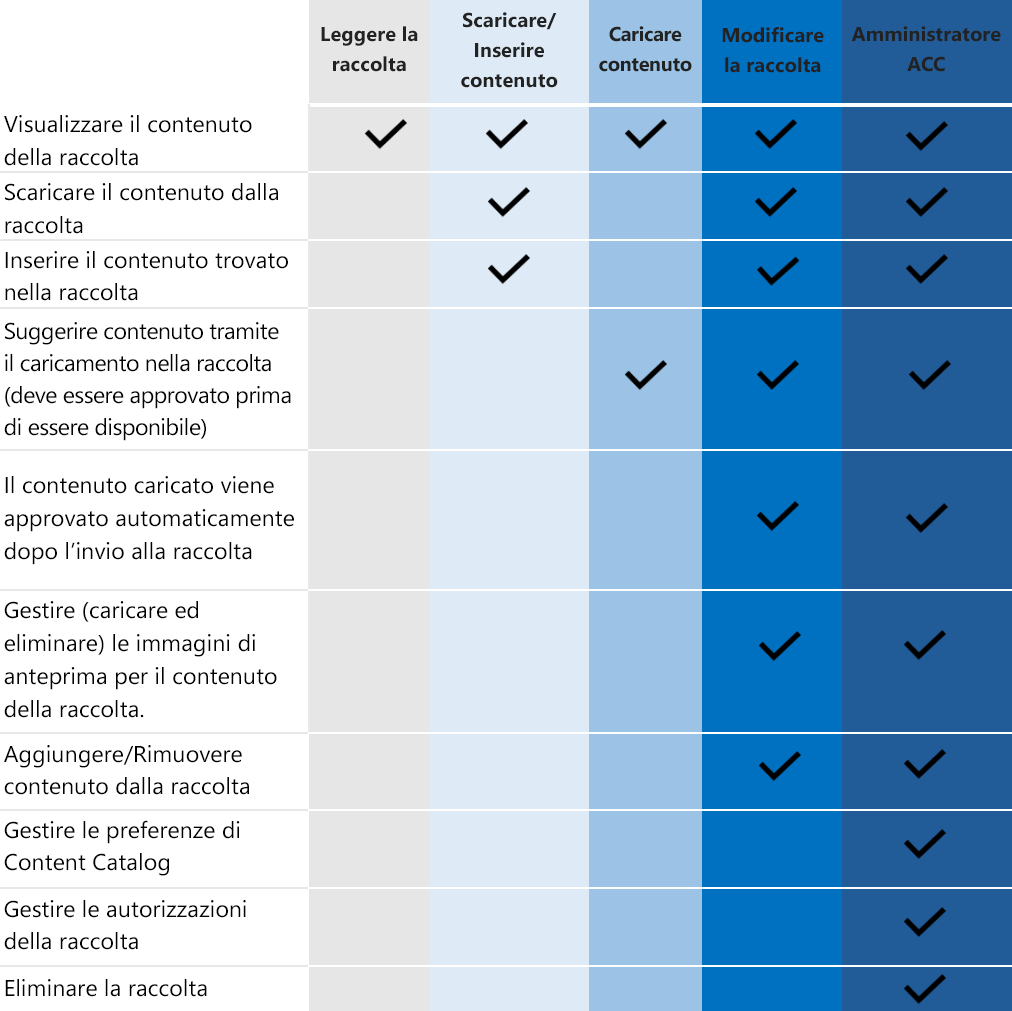 Leggere la
raccolta
Scaricare/
Inserire
contenuto
Caricare
contenuto
Modificare
la raccolta
Amministratore
ACC
Visualizzare il contenuto
della raccolta
Scaricare il contenuto dalla
raccolta
Inserire il contenuto trovato
nella raccolta
Suggerire contenuto tramite
il caricamento nella raccolta
(deve essere approvato prima
di essere disponibile)
Il contenuto caricato viene
approvato automaticamente
dopo l’invio alla raccolta
Gestire (caricare ed
eliminare) le immagini di
anteprima per il contenuto
della raccolta.
Aggiungere/Rimuovere
contenuto dalla raccolta
Gestire le preferenze di
Content Catalog
Gestire le autorizzazioni
della raccolta
Eliminare la raccolta